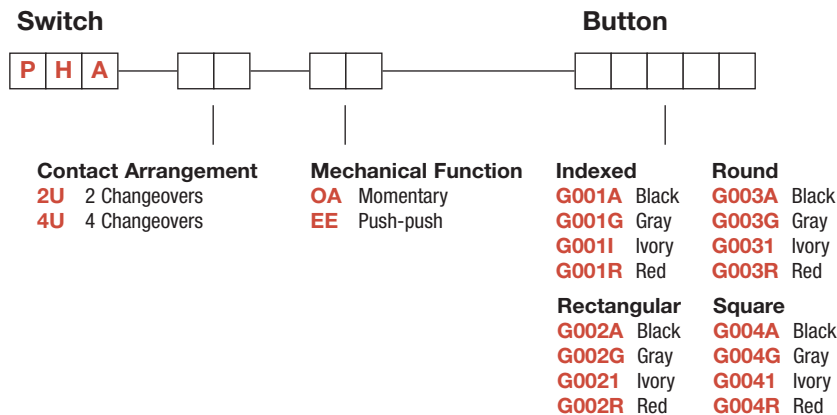 Switch
Button
P H A
Contact Arrangement
2U 2 Changeovers
4U 4 Changeovers
Mechanical Function
OA Momentary
EE Push-push
Indexed
G001A Black
G001G Gray
G001I Ivory
G001R Red
Round
G003A Black
G003G Gray
G0031 Ivory
G003R Red
Rectangular
G002A Black
G002G Gray
G0021 Ivory
G002R Red
Square
G004A Black
G004G Gray
G0041 Ivory
G004R Red